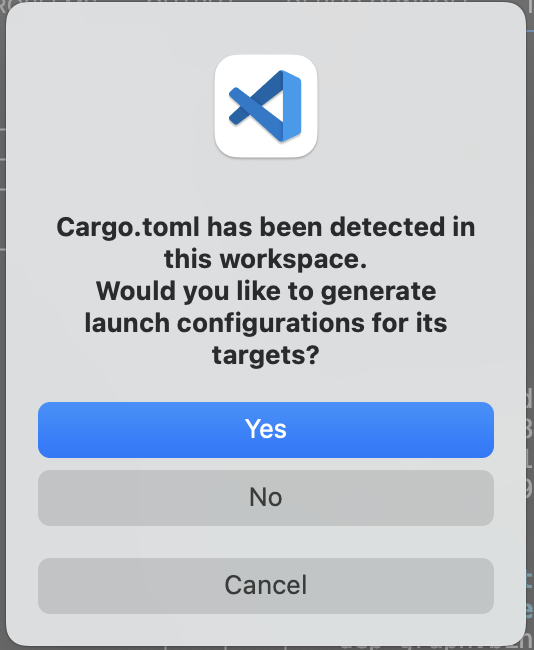 Cargo.toml has been detected in
this workspace.
Would you like to generate
launch configurations for its
targets?
Yes
No
Cancel